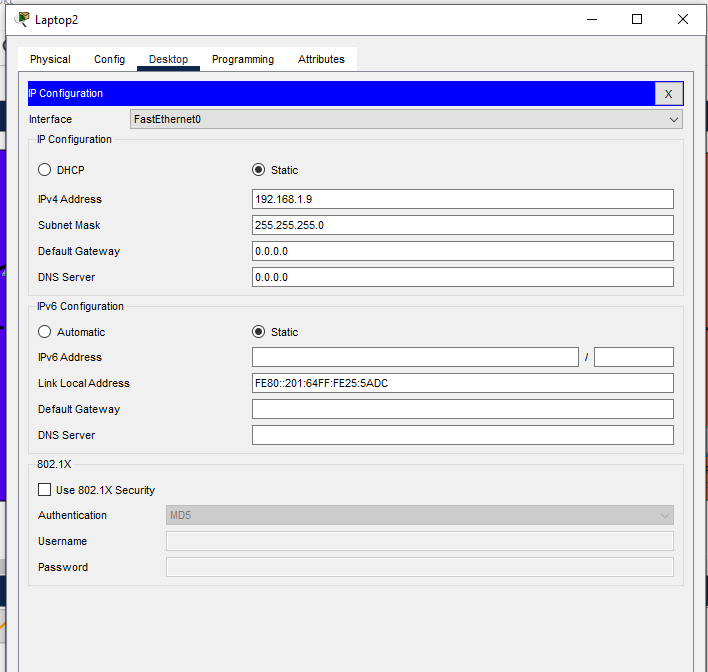 Laptop2
Physical Config Desktop Programming Attributes
IP Configuration X
Interface FastEthernet0
IP Configuration
DHCP Static
IPv4 Address 192.168.1.9
Subnet Mask 255.255.255.0
Default Gateway 0.0.0.0
DNS Server 0.0.0.0
IPv6 Configuration
Automatic Static
IPv6 Address /
Link Local Address FE80::201:64FF:FE25:5ADC
Default Gateway
DNS Server
802.1X
Use 802.1X Security
Authentication MD5
Username
Password